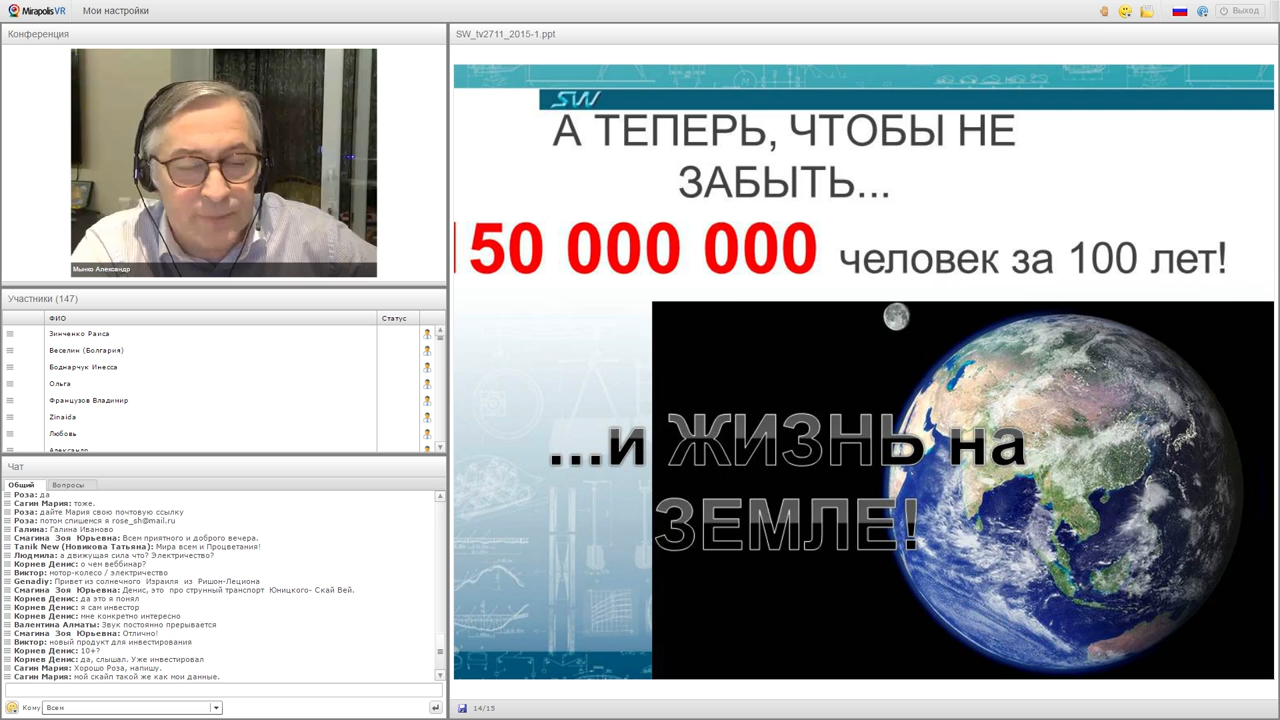 Mirapolis VR
Мои настройки
Выход
Конференция
Мынко Александр
Участники (147)
ФИО
Статус
Зинченко Раиса
Веселин (Болгария)
Боднарчук Инесса
Ольга
Французов Владимир
Zinaida
Любовь
Александр
Чат
Общий
Вопросы
Роза: да
Сагин Мария: тоже.
Роза: дайте Мария свою почтовую ссылку
Роза: потом спишемся я rose_sh@mail.ru
Галина: Галина Иваново
Смагина Зоя Юрьевна: Всем приятного и доброго вечера.
Tanik New (Новикова Татьяна): Мира всем и Процветания!
Людмила: а движущая сила что? Электричество?
Корнев Денис: о чем веббинар?
Виктор: мотор-колесо / электричество
Genadiy: Привет из солнечного Израиля из Ришон-Лециона
Смагина Зоя Юрьевна: Денис, это про струнный транспорт Юницкого- Скай Вей.
Корнев Денис: да это я понял
Корнев Денис: я сам инвестор
Корнев Денис: мне конкретно интересно
Валентина Алматы: Звук постоянно прерывается
Смагина Зоя Юрьевна: Отлично!
Виктор: новый продукт для инвестирования
Корнев Денис: 10+?
Корнев Денис: да, слышал. Уже инвестировал
Сагин Мария: Хорошо Роза, напишу.
Сагин Мария: мой скайп такой же как мои данные.
Кому
Всем
SW_tv2711_2015-1.ppt
SW
А ТЕПЕРЬ, ЧТОБЫ НЕ
ЗАБЫТЬ...
150 000 000 человек за 100 лет!
...и ЖИЗНЬ на
ЗЕМЛЕ!
14/15